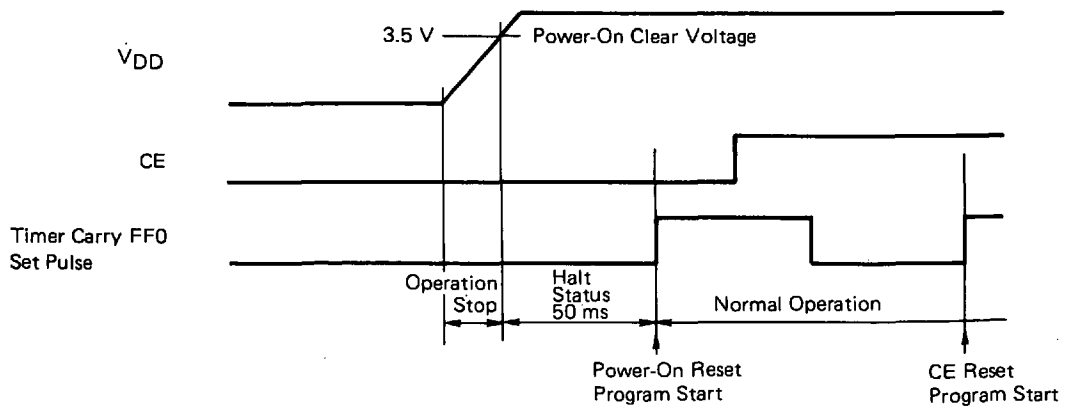 3.5 V
Power-On Clear Voltage
VDD
CE
Timer Carry FF0
Set Pulse
Operation
Stop
Halt
Status
50 ms
Normal Operation
Power-On Reset
Program Start
CE Reset
Program Start